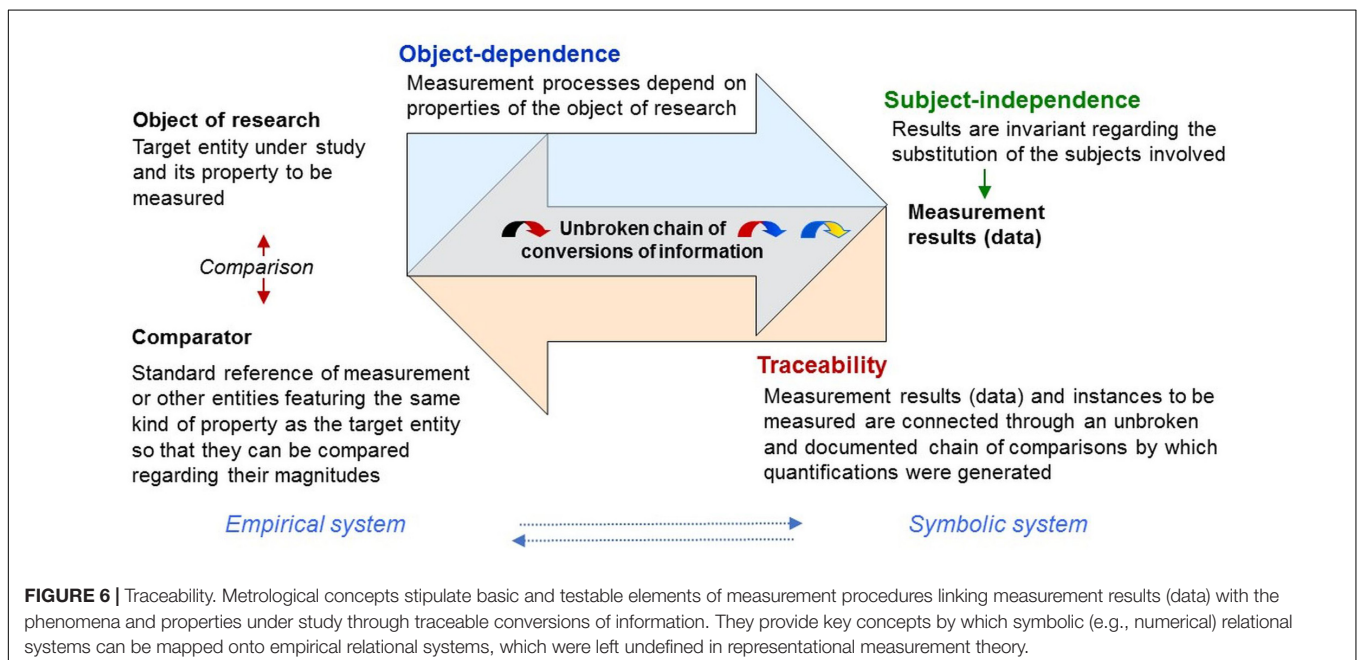 Object-dependence
Measurement processes depend on
properties of the object of research
Object of research
Target entity under study
and its property to be
measured
Comparison
Comparator
Standard reference of measurement
or other entities featuring the same
kind of property as the target entity
so that they can be compared
regarding their magnitudes
Unbroken chain of
conversions of information
Subject-independence
Results are invariant regarding the
substitution of the subjects involved
Measurement
results (data)
Traceability
Measurement results (data) and instances to be
measured are connected through an unbroken
and documented chain of comparisons by which
quantifications were generated
Empirical system
Symbolic system
FIGURE 6 | Traceability. Metrological concepts stipulate basic and testable elements of measurement procedures linking measurement results (data) with the
phenomena and properties under study through traceable conversions of information. They provide key concepts by which symbolic (e.g., numerical) relational
systems can be mapped onto empirical relational systems, which were left undefined in representational measurement theory.